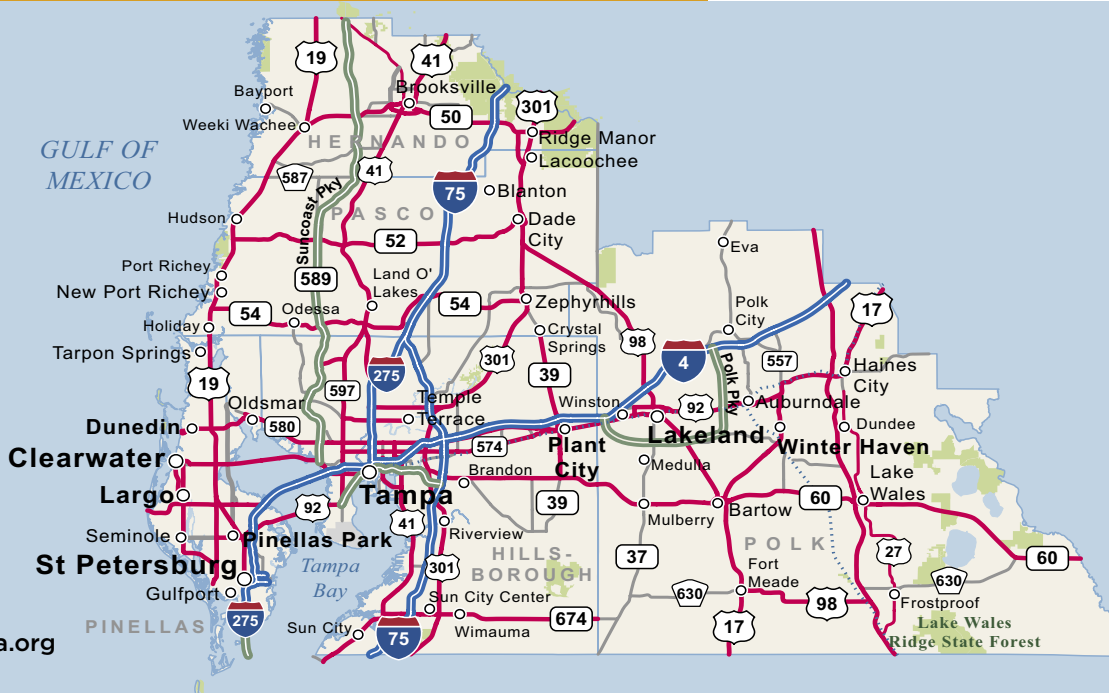 19
41
Bayport
Brooksville
301
50
Weeki Wachee
Ridge Manor
HERNANDO
GULF OF
MEXICO
Lacoochee
587
41
75
Blanton
Suncoast Pky
PASCO
Hudson
Dade
City
52
Eva
Port Richey
589
Land O'
Lakes
New Port Richey
54
Zephyrhills
17
54
Odessa
Polk
City
Holiday
Crystal
Springs
98
Tarpon Springs
301
4
557
275
39
Polk Pky
Haines
City
19
597
Temple
Terrace
Winston
92
Auburndale
Oldsmar
580
Dunedin
Dundee
574
Plant
City
Lakeland
Winter Haven
Clearwater
Brandon
Medulla
Lake
Wales
Largo
Tampa
39
60
92
41
Mulberry
Bartow
Seminole
Pinellas Park
Riverview
POLK
HILLS-
BOROUGH
37
27
60
St Petersburg
Tampa
Bay
301
Fort
Meade
630
Gulfport
Sun City Center
630
98
Frostproof
275
674
PINELLAS
Sun City
75
Wimauma
17
Lake Wales
Ridge State Forest
a.org